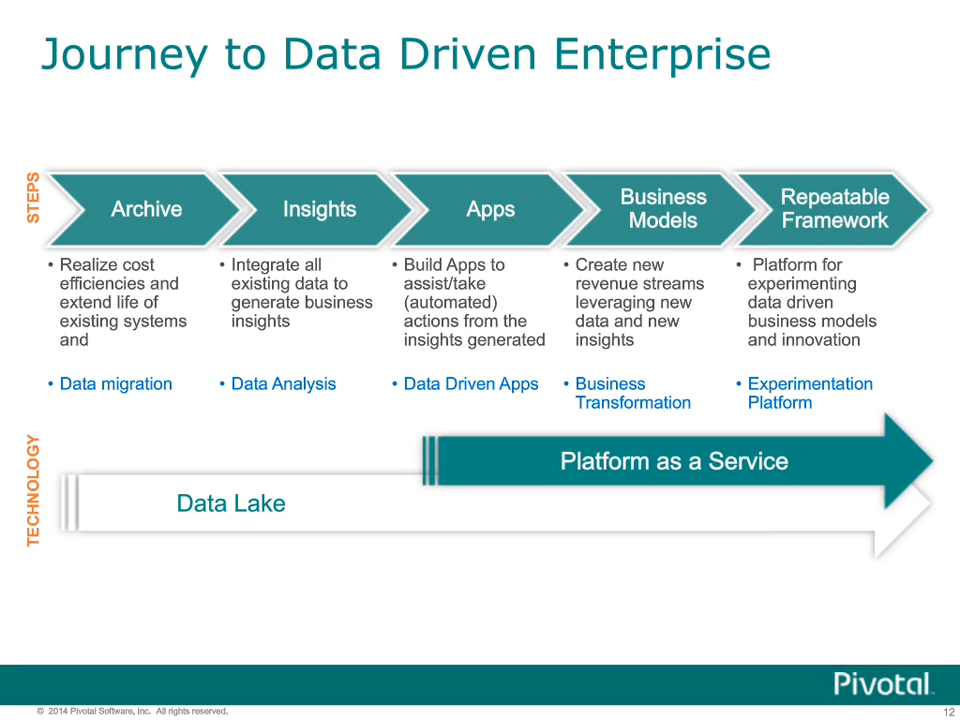 Journey to Data Driven Enterprise
STEPS
Archive
Insights
Apps
Business
Models
Repeatable
Framework
• Realize cost
efficiencies and
extend life of
existing systems
and
• Data migration
• Integrate all
existing data to
generate business
insights
• Data Analysis
• Build Apps to
assist/take
(automated)
actions from the
insights generated
• Data Driven Apps
• Create new
revenue streams
leveraging new
data and new
insights
• Business
Transformation
• Platform for
experimenting
data driven
business models
and innovation
• Experimentation
Platform
TECHNOLOGY
Platform as a Service
Data Lake
Pivotal™
© 2014 Pivotal Software, Inc. All rights reserved.
12